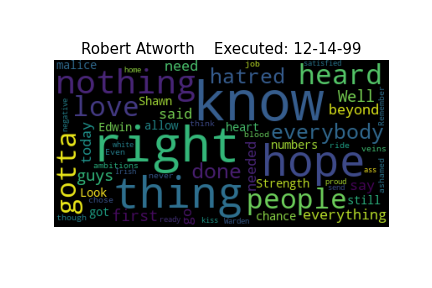 Robert Atworth    Executed: 12-14-99
malice
home
need
job
satisfied
nothing
hatred
heard
know
love
Shawn
said
Well
beyond
Remember
negative
today
Edwin
allow
think
heart
blood
everybody
numbers
ride
veins
right
white
Even
ambitions
Irish
never
needed
hope
gotta
guys
Look
chose
thing
done
Strength
proud
send
ass
say
ashamed
though
got
first
ready
go
kiss
Warden
people
chance
still
everything